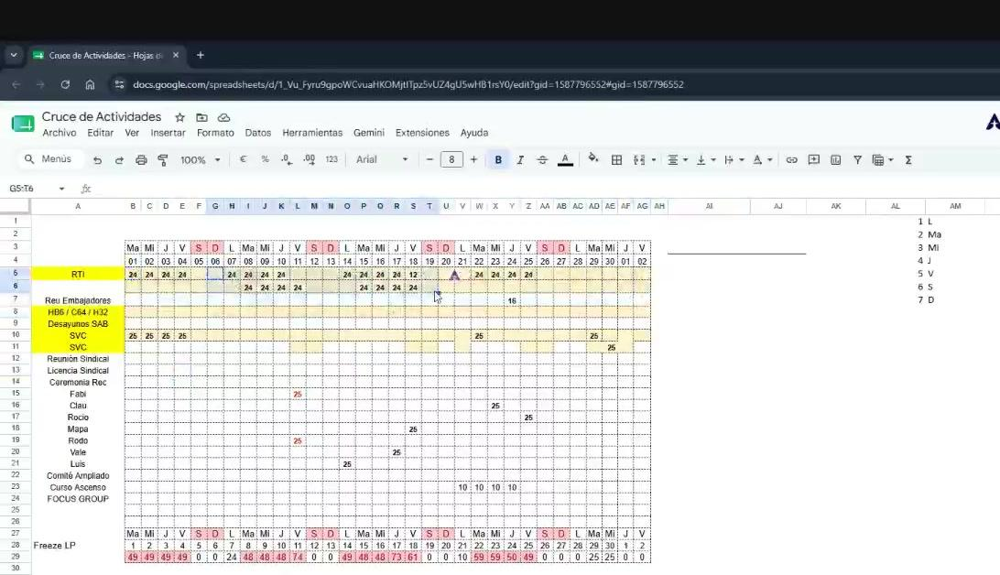 Cruce de Actividades - Hojas de
docs.google.com/spreadsheets/d/1_Vu_Fyru9gpoWCvuaHKOMjtITpz5vUZ4gU5wHB1rsY0/edit?gid=1587796552#gid=1587796552
Cruce de Actividades
Archivo Editar Ver Insertar Formato Datos Herramientas Gemini Extensiones Ayuda
Menús 100% € % .0 .00 123 Arial − 8 + B I A Σ
G5:T6 fx
A B C D E F G H I J K L M N O P Q R S T U V W X Y Z AA AB AC AD AE AF AG AH AI AJ AK AL AM
1 1 L
2 2 Ma
3 Ma Mi J V S D L Ma Mi J V S D L Ma Mi J V S D L Ma Mi J V S D L Ma Mi J V 3 Mi
4 01 02 03 04 05 06 07 08 09 10 11 12 13 14 15 16 17 18 19 20 21 22 23 24 25 26 27 28 29 30 01 02 4 J
5 RTI 24 24 24 24 24 24 24 24 24 24 24 24 12 24 24 24 24 5 V
6 24 24 24 24 24 24 24 24 6 S
7 Reu Embajadores 16 7 D
8 HB6 / C64 / H32
9 Desayunos SAB
10 SVC 25 25 25 25 25 25
11 SVC 25
12 Reunión Sindical
13 Licencia Sindical
14 Ceremonia Rec
15 Fabi 25
16 Clau 25
17 Rocio 25
18 Mapa 25
19 Rodo 25
20 Vale 25
21 Luis 25
22 Comité Ampliado
23 Curso Ascenso 10 10 10 10
24 FOCUS GROUP
25
26
27 Ma Mi J V S D L Ma Mi J V S D L Ma Mi J V S D L Ma Mi J V S D L Ma Mi J V
28 Freeze LP 1 2 3 4 5 6 7 8 9 10 11 12 13 14 15 16 17 18 19 20 21 22 23 24 25 26 27 28 29 30 1 2
29 49 49 49 49 0 0 24 48 48 48 74 0 0 49 48 48 73 61 0 0 10 59 59 50 49 0 0 0 25 25 0 0
30